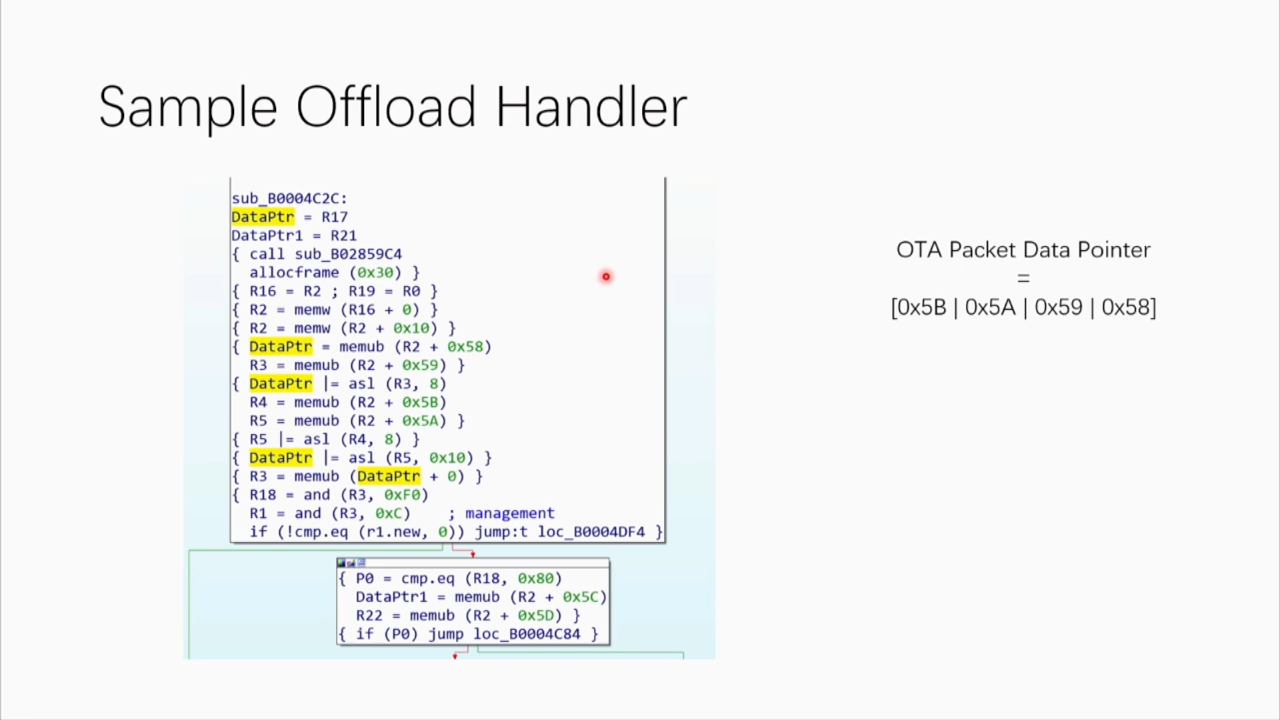 Sample Offload Handler
sub_B0004C2C:
DataPtr = R17
DataPtr1 = R21
{ call sub_B02859C4
allocframe (0x30) }
{ R16 = R2 ; R19 = R0 }
{ R2 = memw (R16 + 0) }
{ R2 = memw (R2 + 0x10) }
{ DataPtr = memub (R2 + 0x58)
R3 = memub (R2 + 0x59) }
{ DataPtr |= asl (R3, 8)
R4 = memub (R2 + 0x5B)
R5 = memub (R2 + 0x5A) }
{ R5 |= asl (R4, 8) }
{ DataPtr |= asl (R5, 0x10) }
{ R3 = memub (DataPtr + 0) }
{ R18 = and (R3, 0xF0)
R1 = and (R3, 0xC) ; management
if (!cmp.eq (r1.new, 0)) jump:t loc_B0004DF4 }
{ P0 = cmp.eq (R18, 0x80)
DataPtr1 = memub (R2 + 0x5C)
R22 = memub (R2 + 0x5D) }
{ if (P0) jump loc_B0004C84 }
OTA Packet Data Pointer
=
[0x5B | 0x5A | 0x59 | 0x58]